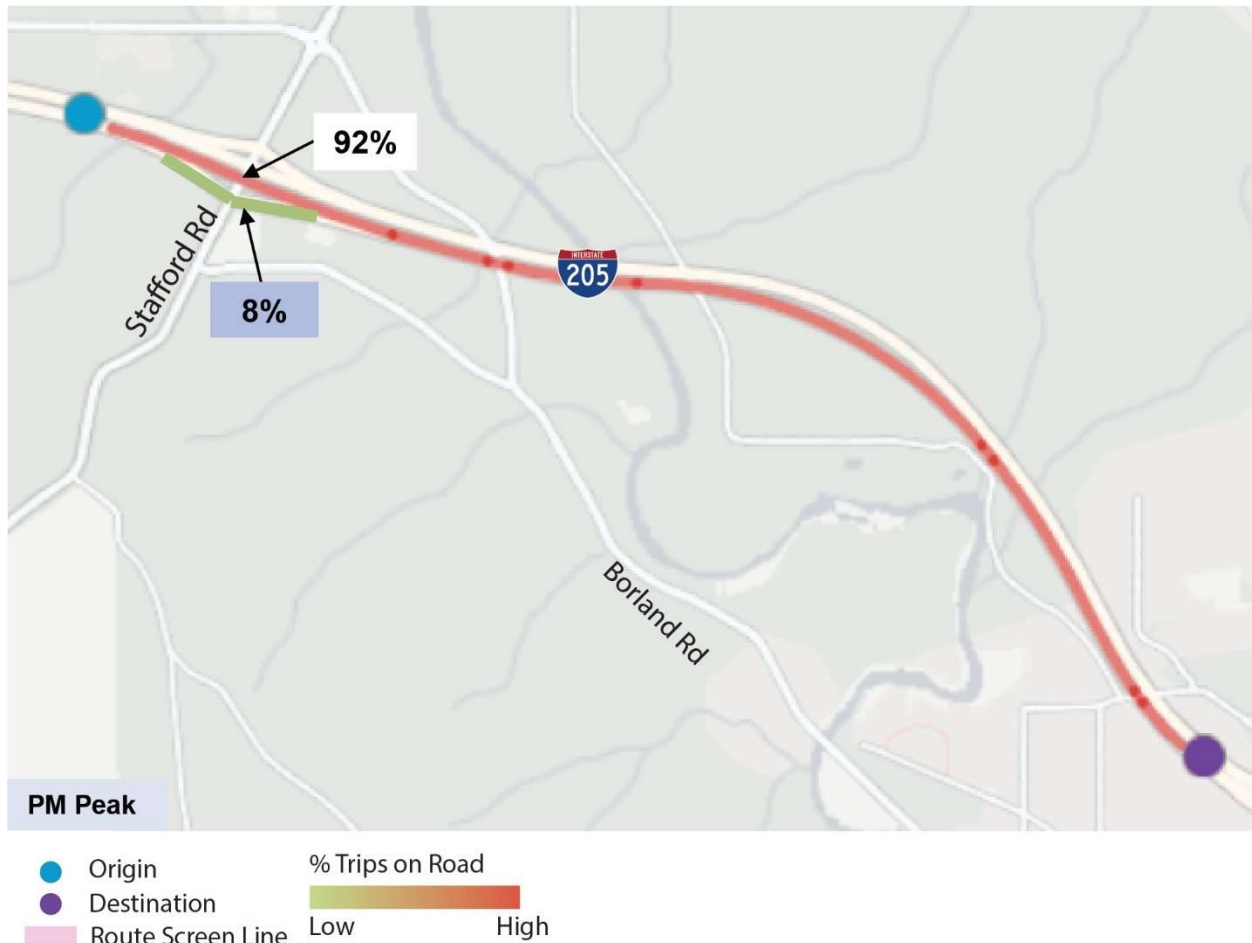 92%
Stafford Rd
8%
INTERSTATE
205
Borland Rd
PM Peak
Origin
Destination
Route Screen Line
% Trips on Road
Low
High